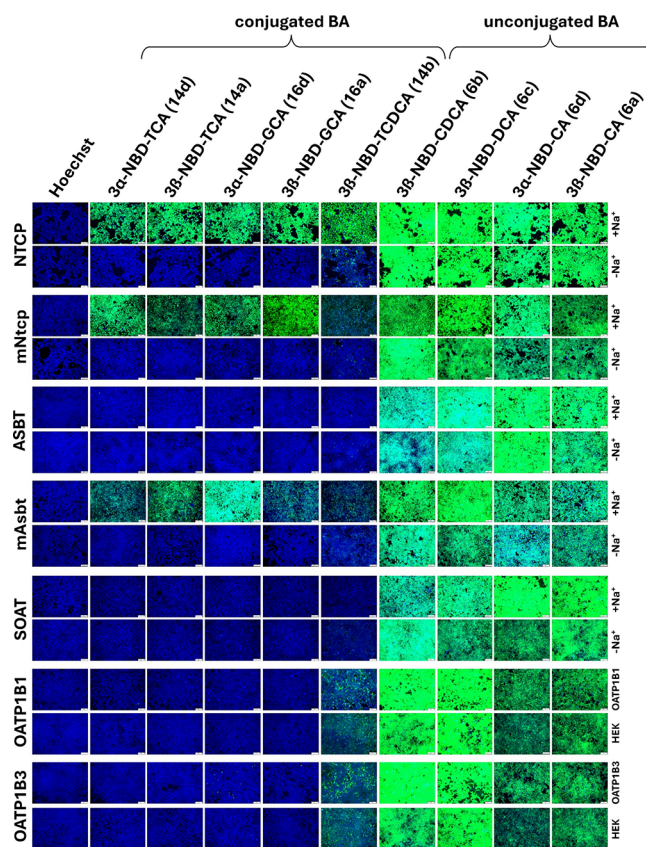 conjugated BA
unconjugated BA
Hoechst
3α-NBD-TCA (14d)
3ß-NBD-TCA (14a)
3α-NBD-GCA (16d)
3ß-NBD-GCA (16a)
3ß-NBD-TCDCA (14b)
3ß-NBD-CDCA (6b)
3ß-NBD-DCA (6c)
3α-NBD-CA (6d)
3ß-NBD-CA (6a)
NTCP
+Na⁺
-Na⁺
mNtcp
+Na⁺
-Na⁺
ASBT
+Na⁺
-Na⁺
mAsbt
+Na⁺
-Na⁺
SOAT
+Na⁺
-Na⁺
OATP1B1
OATP1B1
HEK
OATP1B3
OATP1B3
HEK